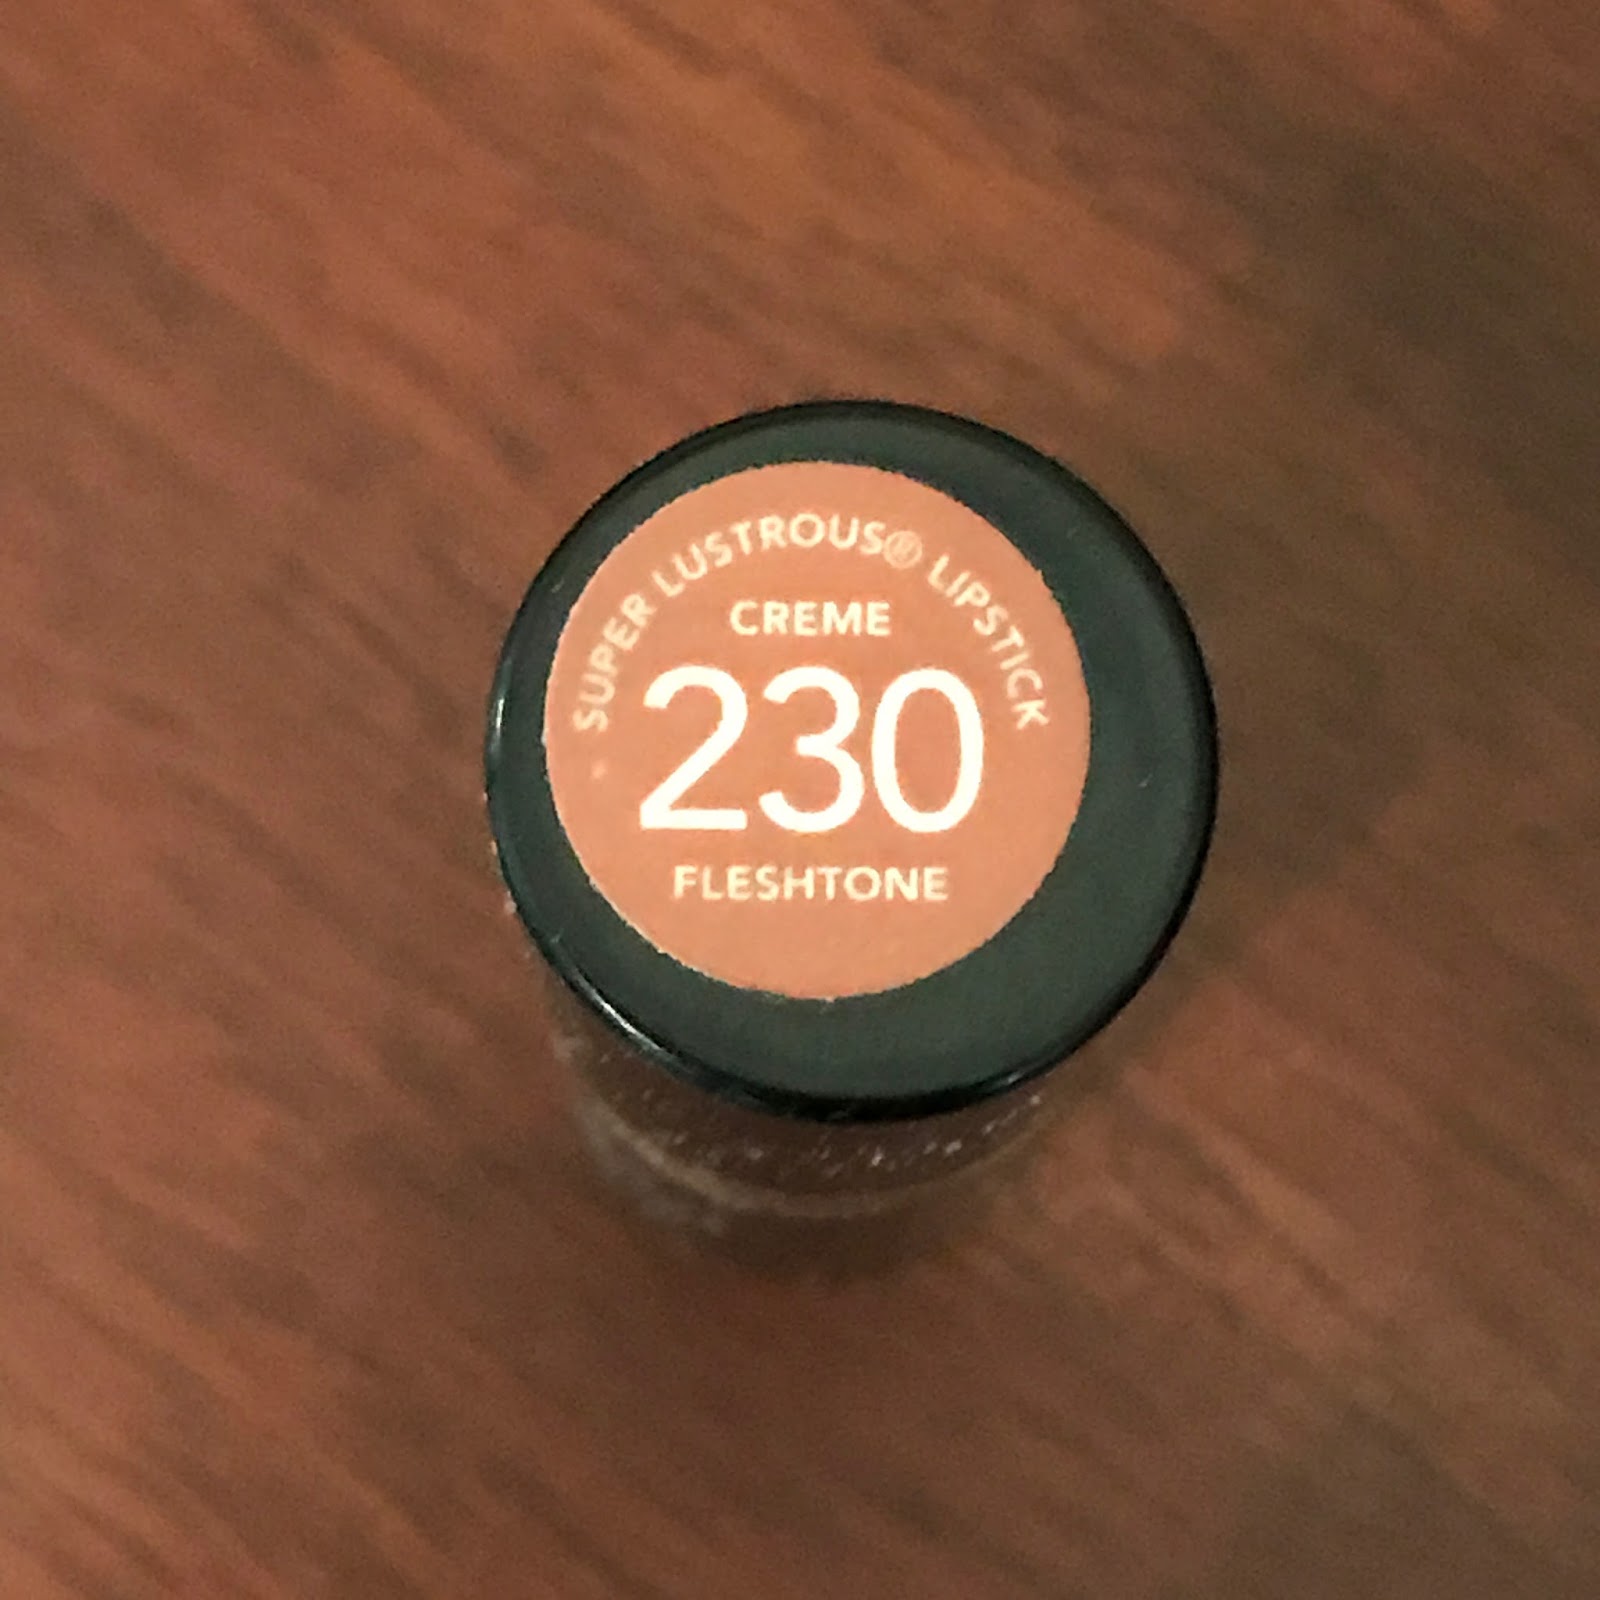 SUPER LUSTROUS® LIPSTICK
CREME
230
FLESHTONE